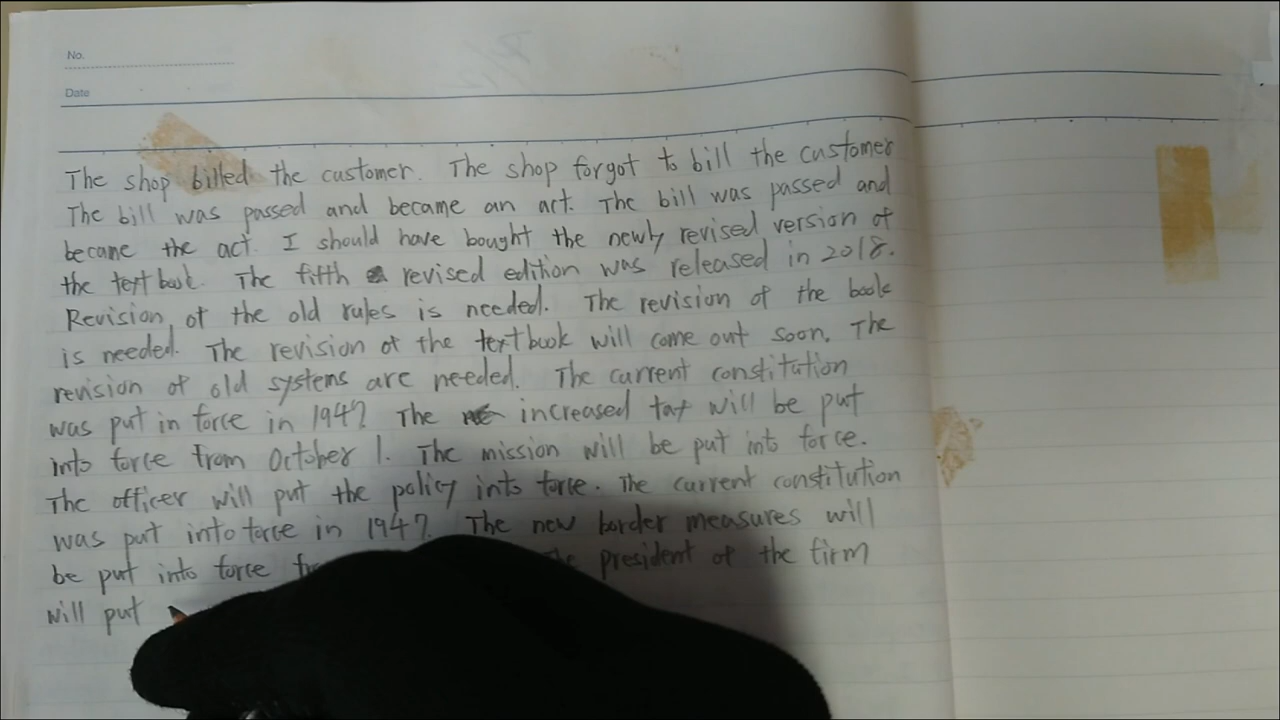 No.
Date
The shop billed the customer. The shop forgot to bill the customer
The bill was passed and became an act. The bill was passed and
became the act. I should have bought the newly revised version of
the textbook. The fifth revised edition was released in 2018.
Revision of the old rules is needed. The revision of the book
is needed. The revision of the textbook will come out soon. The
revision of old systems are needed. The current constitution
was put in force in 1947 The increased tax will be put
into force from October 1. The mission will be put into force.
The officer will put the policy into force. The current constitution
was put into force in 1947. The new border measures will
be put into force president of the firm
will put